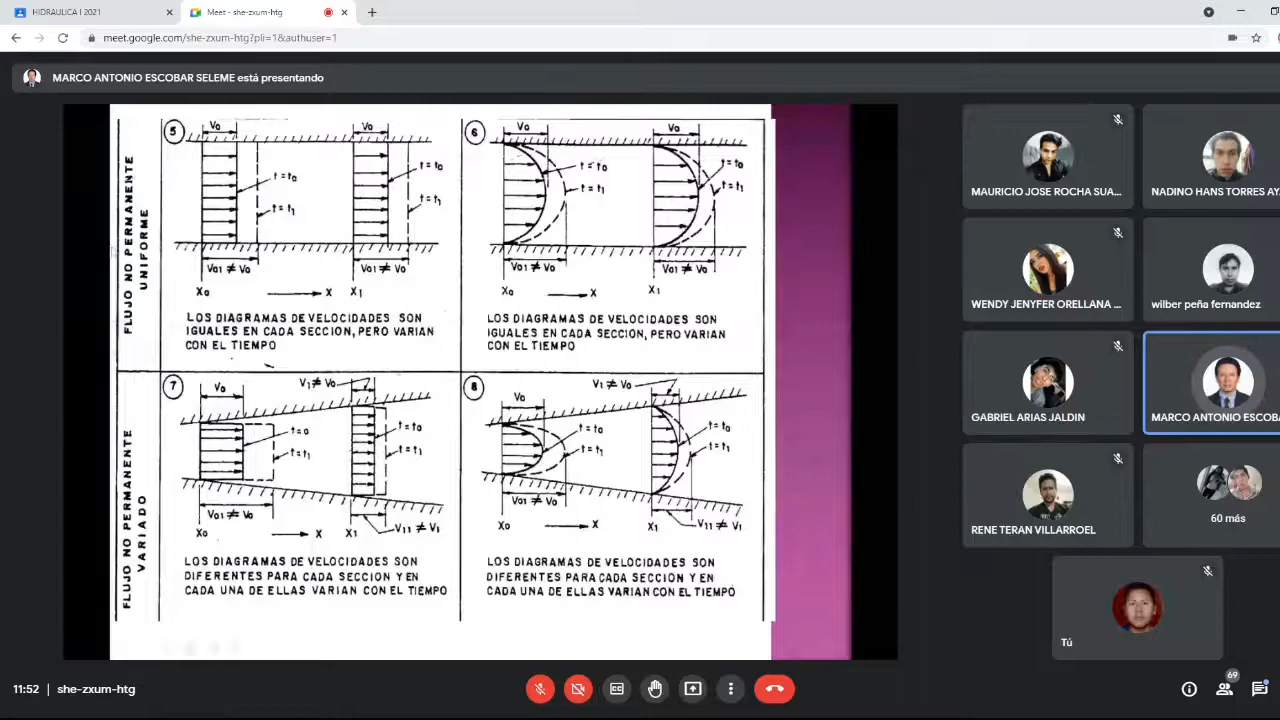 HIDRAULICA I 2021
Meet - she-zxum-htg
meet.google.com/she-zxum-htg?pli=1&authuser=1
MARCO ANTONIO ESCOBAR SELEME está presentando
FLUJO NO PERMANENTE
UNIFORME
5
Vo
Vo
t = to
t = t1
t = to
t = t1
Vo1 ≠ Vo
Vo1 ≠ Vo
Xo
X
X1
LOS DIAGRAMAS DE VELOCIDADES SON
IGUALES EN CADA SECCION, PERO VARIAN
CON EL TIEMPO
6
Vo
Vo
t = to
t = t1
t = to
t = t1
Vo1 ≠ Vo
Vo1 ≠ Vo
Xo
X
X1
LOS DIAGRAMAS DE VELOCIDADES SON
IGUALES EN CADA SECCION, PERO VARIAN
CON EL TIEMPO
FLUJO NO PERMANENTE
VARIADO
7
Vo
V1 ≠ Vo
t = o
t = t1
t = to
t = t1
Vo1 ≠ Vo
V11 ≠ V1
Xo
X
X1
LOS DIAGRAMAS DE VELOCIDADES SON
DIFERENTES PARA CADA SECCION Y EN
CADA UNA DE ELLAS VARIAN CON EL TIEMPO
8
Vo
V1 ≠ Vo
t = to
t = t1
t = to
t = t1
Vo1 ≠ Vo
V11 ≠ V1
Xo
X
X1
LOS DIAGRAMAS DE VELOCIDADES SON
DIFERENTES PARA CADA SECCION Y EN
CADA UNA DE ELLAS VARIAN CON EL TIEMPO
MAURICIO JOSE ROCHA SUA...
NADINO HANS TORRES AY
WENDY JENYFER ORELLANA ...
wilber peña fernandez
GABRIEL ARIAS JALDIN
MARCO ANTONIO ESCOBA
RENE TERAN VILLARROEL
60 más
Tú
11:52 | she-zxum-htg
69